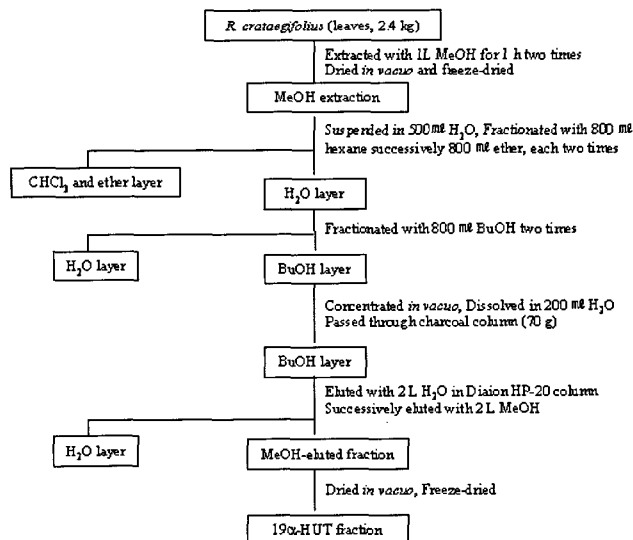 R. crataegifolius (leaves, 2.4 kg)
Extracted with 1L MeOH for 1 h two times
Dried in vacuo and freeze-dried
MeOH extraction
Suspended in 500㎖ H₂O, Fractionated with 800 ㎖
hexane successively 800 ㎖ ether, each two times
CHCl₃ and ether layer
H₂O layer
Fractionated with 800 ㎖ BuOH two times
H₂O layer
BuOH layer
Concentrated in vacuo, Dissolved in 200 ㎖ H₂O
Passed through charcoal column (70 g)
BuOH layer
Eluted with 2 L H₂O in Diaion HP-20 column
Successively eluted with 2 L MeOH
H₂O layer
MeOH-eluted fraction
Dried in vacuo, Freeze-dried
19α-HUT fraction